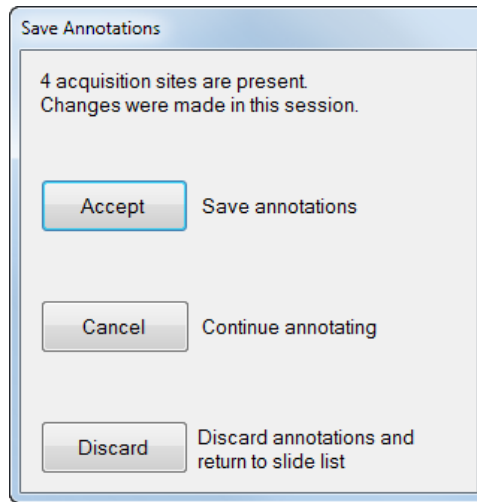 Save Annotations
4 acquisition sites are present.
Changes were made in this session.
Accept Save annotations
Cancel Continue annotating
Discard Discard annotations and
return to slide list